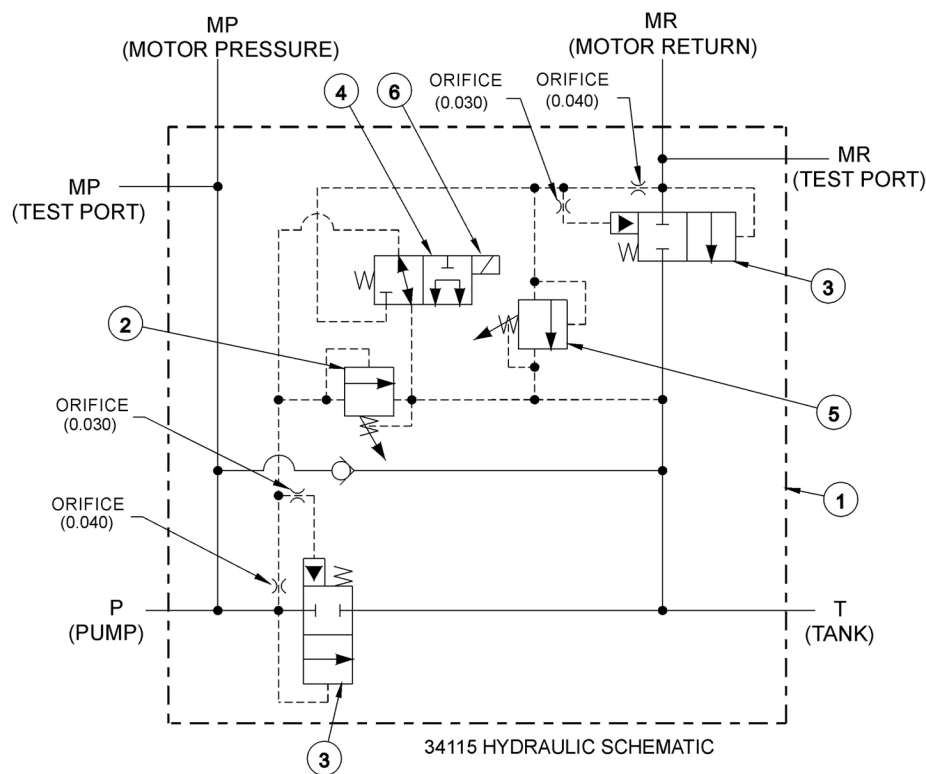 MP
(MOTOR PRESSURE)
MR
(MOTOR RETURN)
4
6
ORIFICE
(0.030)
ORIFICE
(0.040)
MP
(TEST PORT)
MR
(TEST PORT)
3
2
5
ORIFICE
(0.030)
1
ORIFICE
(0.040)
P
(PUMP)
T
(TANK)
3
34115 HYDRAULIC SCHEMATIC